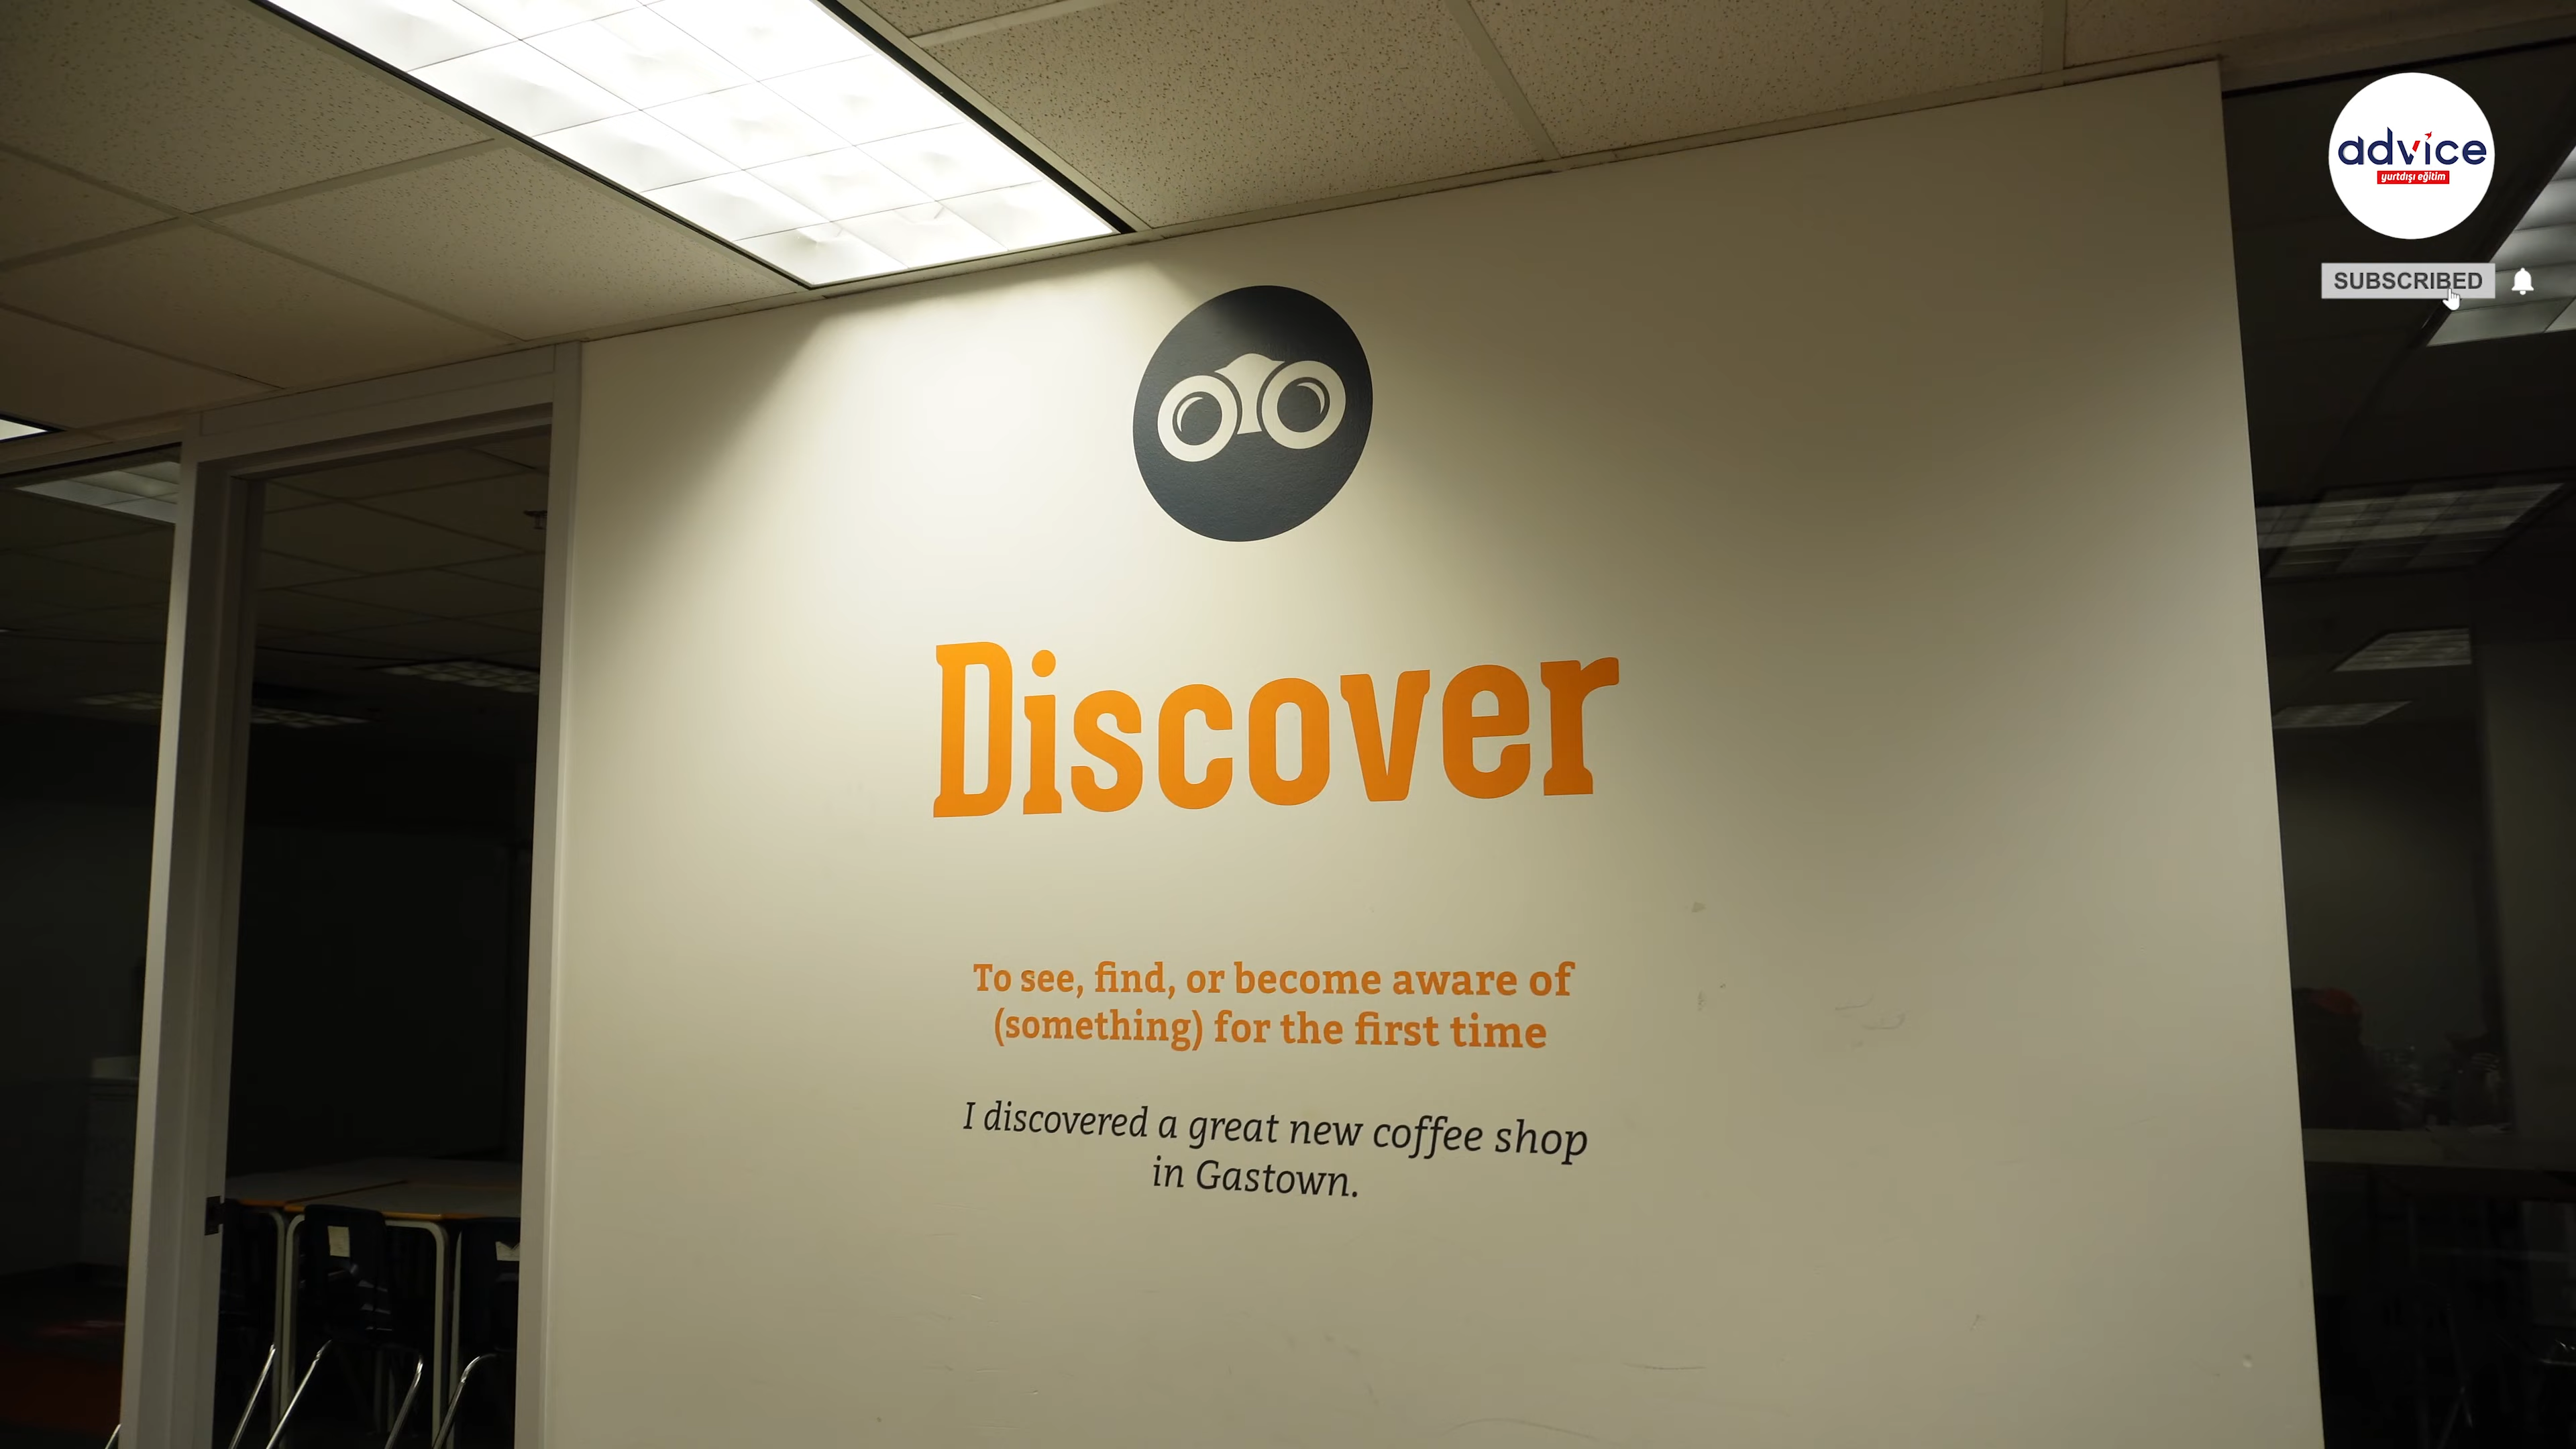 advice
yurtdışı eğitim
SUBSCRIBED
Discover
To see, find, or become aware of
(something) for the first time
I discovered a great new coffee shop
in Gastown.